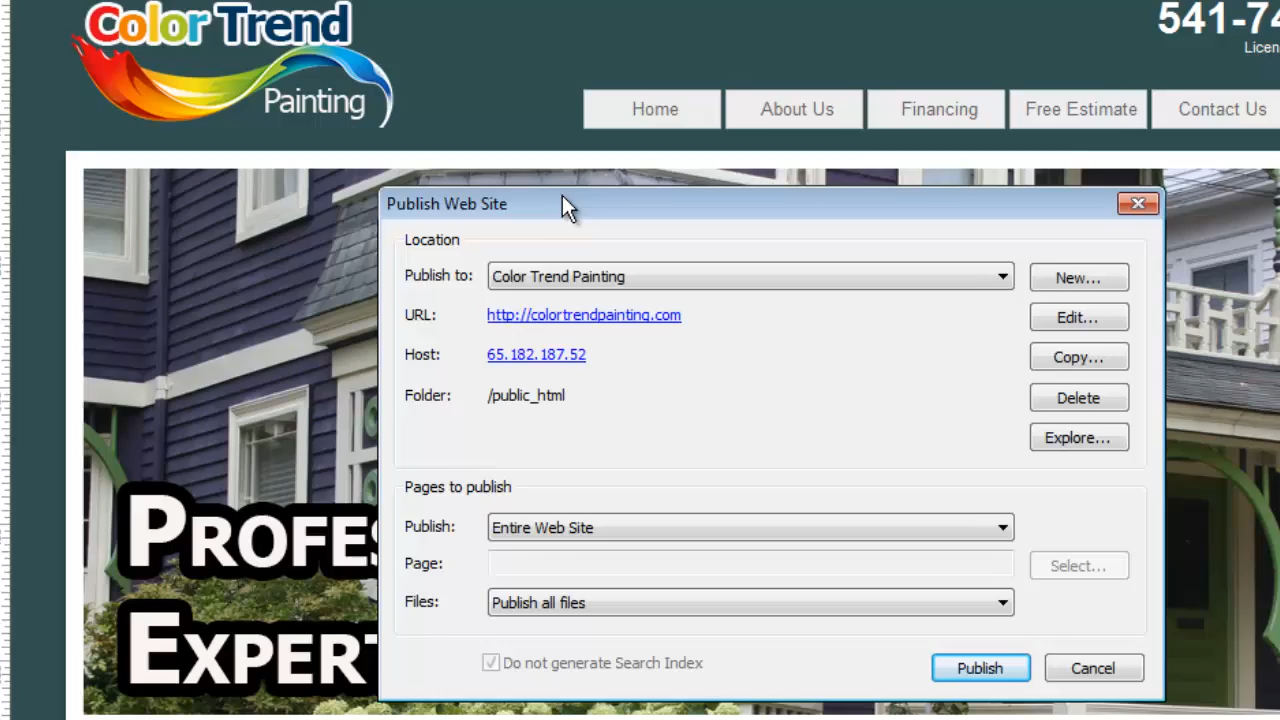 Color Trend
Painting
541-74
Licen
Home About Us Financing Free Estimate Contact Us
Publish Web Site
Location
Publish to: Color Trend Painting New...
URL: http://colortrendpainting.com Edit...
Host: 65.182.187.52 Copy...
Folder: /public_html Delete
Explore...
Pages to publish
Publish: Entire Web Site
Page: Select...
Files: Publish all files
Do not generate Search Index Publish Cancel
PROFES
EXPERT